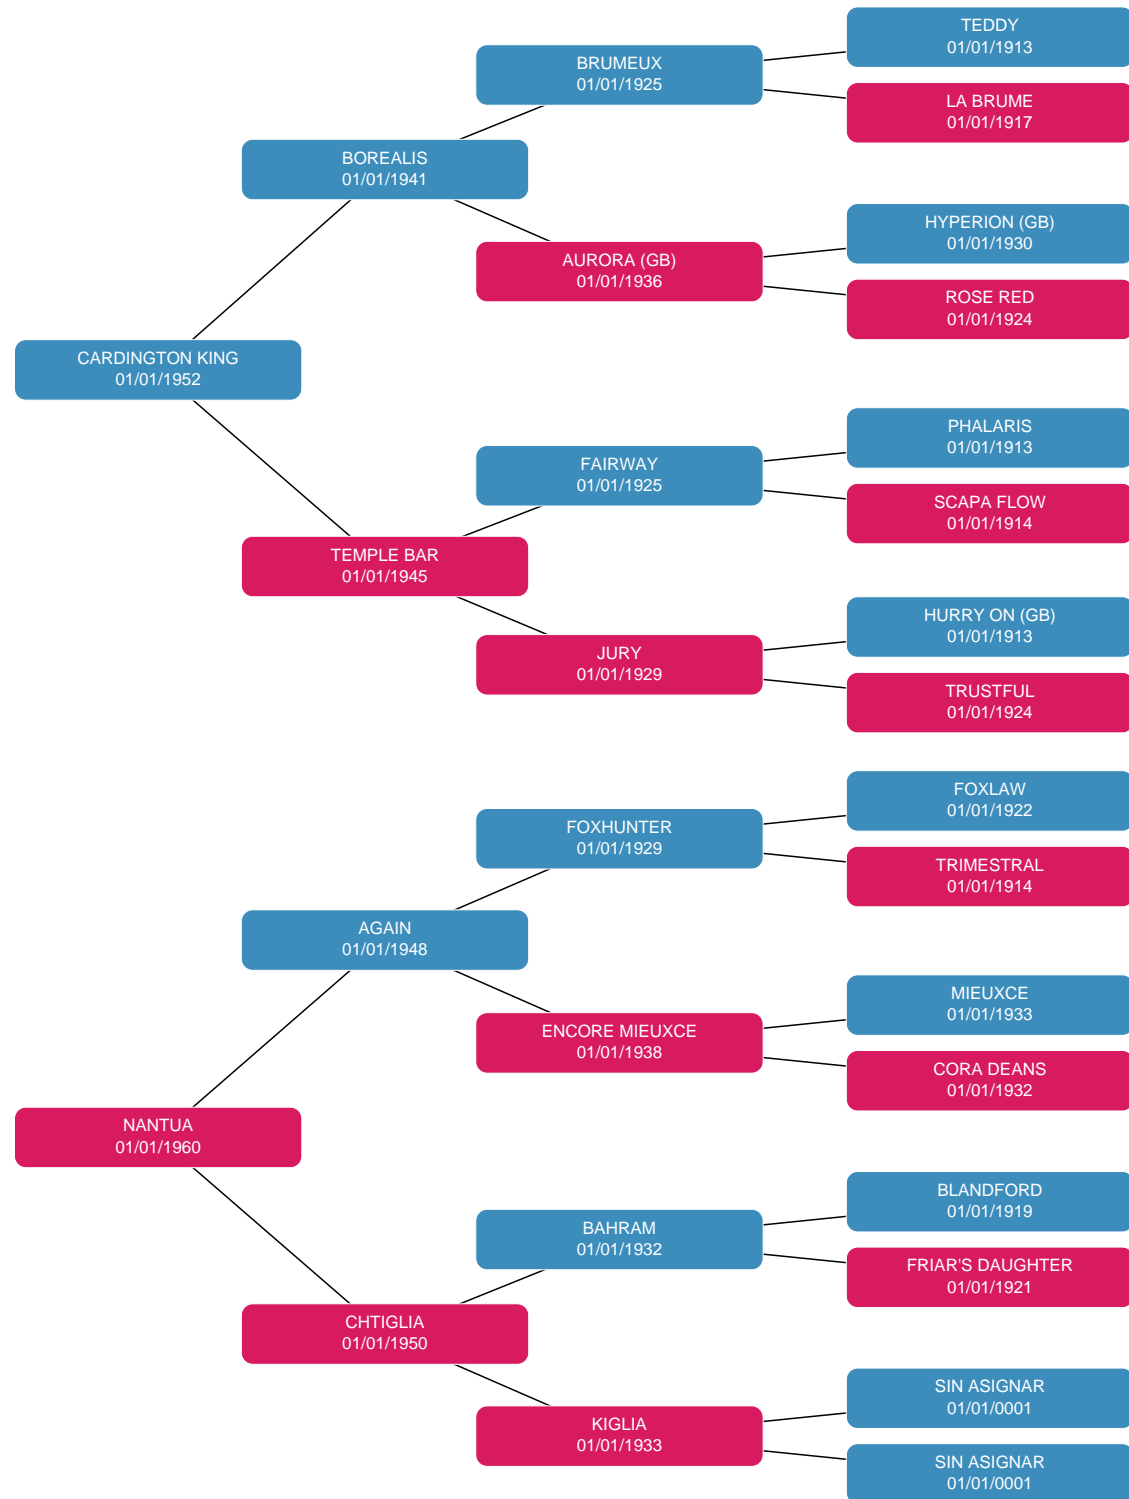 TEDDY
01/01/1913
BRUMEUX
01/01/1925
LA BRUME
01/01/1917
BOREALIS
01/01/1941
HYPERION (GB)
01/01/1930
AURORA (GB)
01/01/1936
ROSE RED
01/01/1924
CARDINGTON KING
01/01/1952
PHALARIS
01/01/1913
FAIRWAY
01/01/1925
SCAPA FLOW
01/01/1914
TEMPLE BAR
01/01/1945
HURRY ON (GB)
01/01/1913
JURY
01/01/1929
TRUSTFUL
01/01/1924
FOXLAW
01/01/1922
FOXHUNTER
01/01/1929
TRIMESTRAL
01/01/1914
AGAIN
01/01/1948
MIEUXCE
01/01/1933
ENCORE MIEUXCE
01/01/1938
CORA DEANS
01/01/1932
NANTUA
01/01/1960
BLANDFORD
01/01/1919
BAHRAM
01/01/1932
FRIAR'S DAUGHTER
01/01/1921
CHTIGLIA
01/01/1950
SIN ASIGNAR
01/01/0001
KIGLIA
01/01/1933
SIN ASIGNAR
01/01/0001